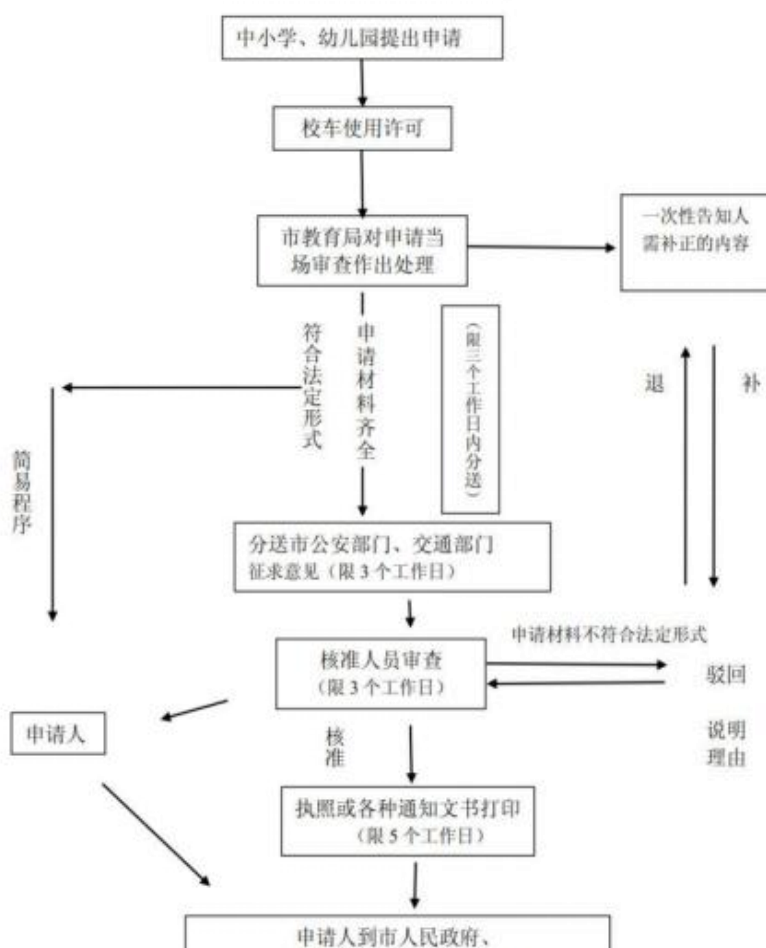 中小学、幼儿园提出申请
校车使用许可
市教育局对申请当
场审查作出处理
一次性告知人
需补正的内容
符合法定形式
申请材料齐全
（限三个工作日内分送）
退
补
简易程序
分送市公安部门、交通部门
征求意见（限3个工作日）
申请材料不符合法定形式
核准人员审查
（限3个工作日）
驳回
说明
理由
申请人
核准
执照或各种通知文书打印
（限5个工作日）
申请人到市人民政府、